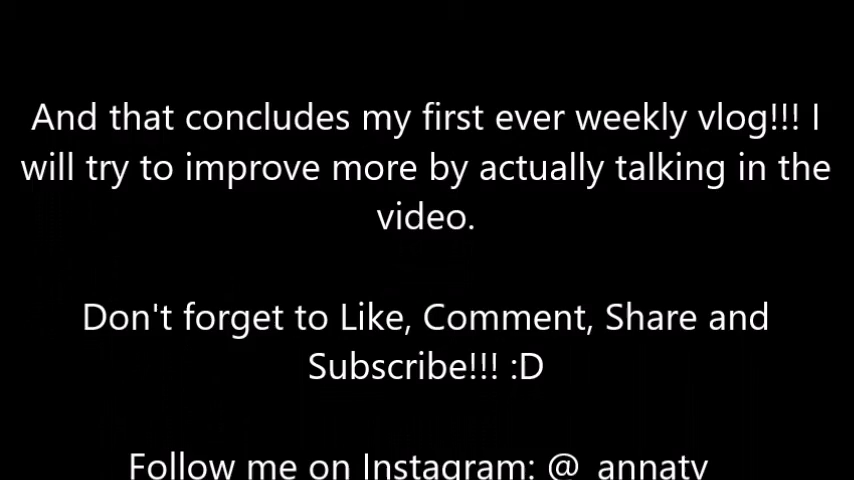 And that concludes my first ever weekly vlog!!! I
will try to improve more by actually talking in the
video.
Don't forget to Like, Comment, Share and
Subscribe!!! :D
Follow me on Instagram: @_annatv